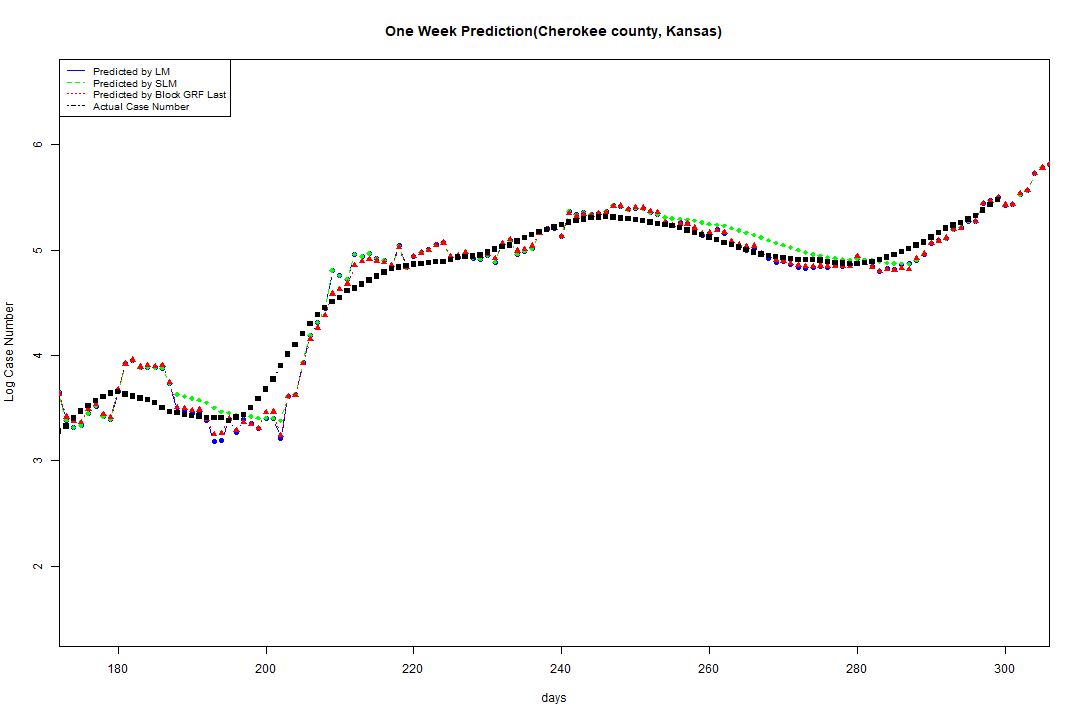 One Week Prediction(Cherokee county, Kansas)
Predicted by LM
Predicted by SLM
Predicted by Block GRF Last
Actual Case Number
6
5
4
3
2
Log Case Number
180 200 220 240 260 280 300
days